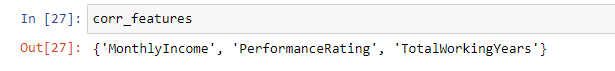 In [27]: corr_features
Out[27]: {'MonthlyIncome', 'PerformanceRating', 'TotalWorkingYears'}